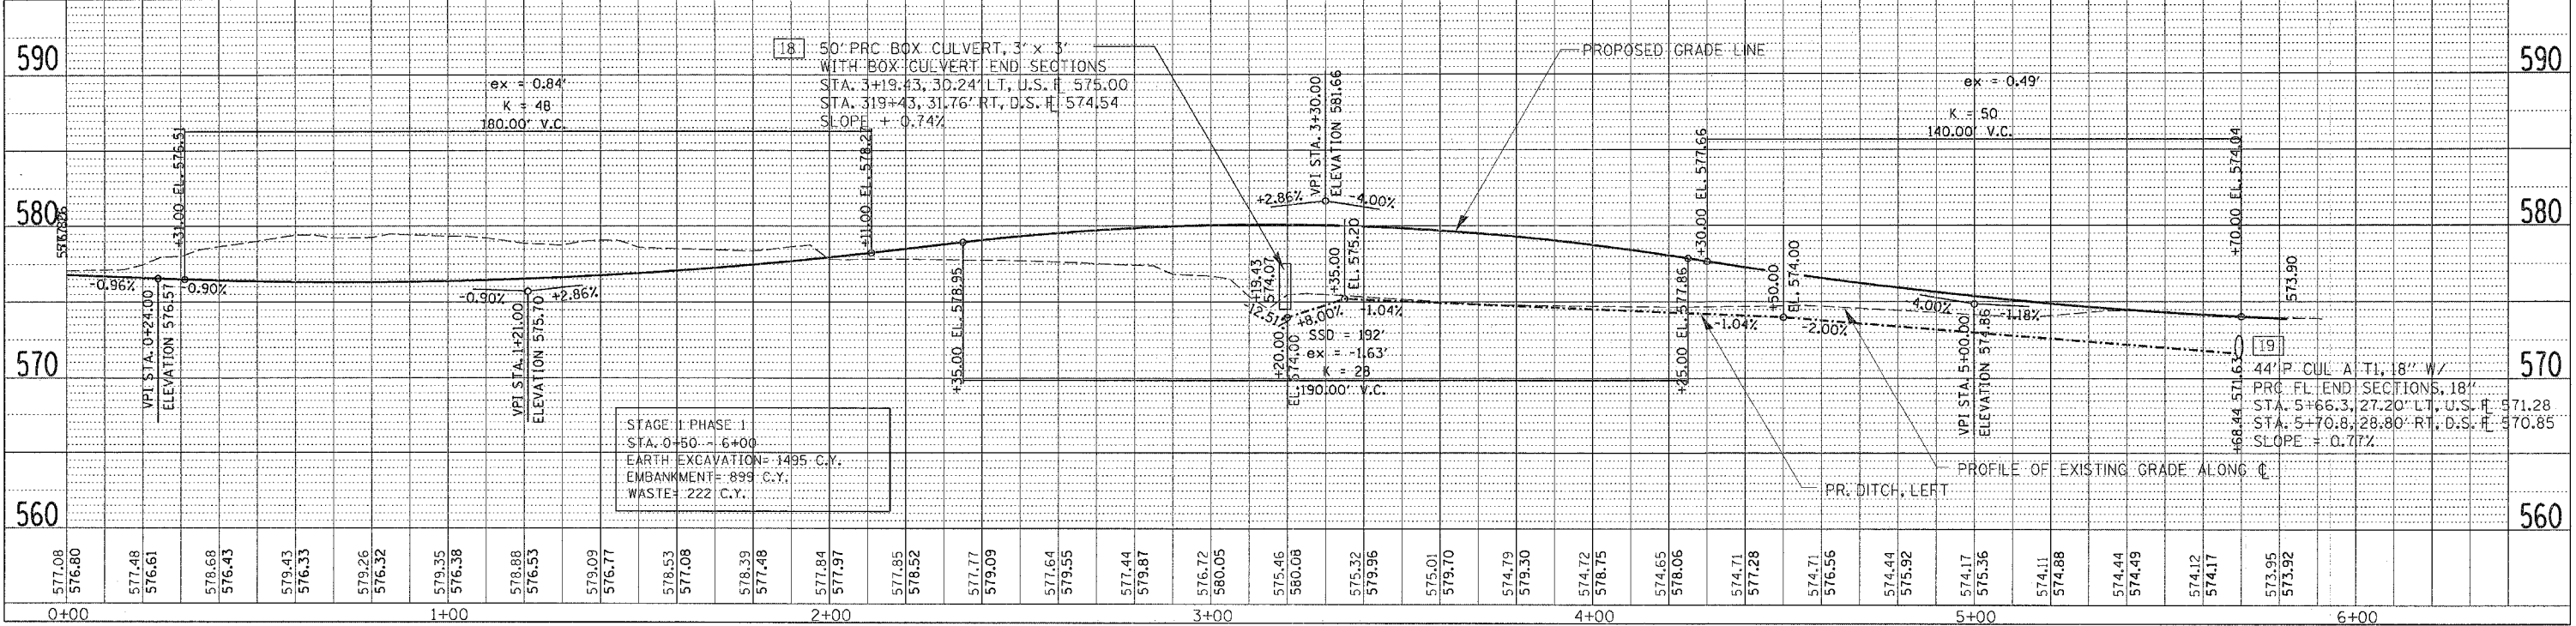 590
590
580
580
570
570
560
560
ex = 0.84'
K = 48
180.00' V.C.
+31.00 EL. 576.51
+11.00 EL. 578.27
18
50' PRC BOX CULVERT, 3' x 3'
WITH BOX CULVERT END SECTIONS
STA. 3+19.43, 30.24' LT, U.S. FL 575.00
STA. 319+43, 31.76' RT, D.S. FL 574.54
SLOPE + 0.74%
VPI STA. 3+30.00
ELEVATION 581.66
+2.86%
-4.00%
PROPOSED GRADE LINE
ex = 0.49'
K = 50
140.00' V.C.
+30.00 EL. 577.66
+70.00 EL. 574.04
-0.96%
-0.90%
VPI STA. 0+24.00
ELEVATION 576.57
-0.90%
+2.86%
VPI STA. 1+21.00
ELEVATION 575.70
+35.00 EL. 578.95
+19.43
574.07
+35.00
EL. 575.20
12.51%
+8.00%
-1.04%
SSD = 192'
ex = -1.63'
K = 28
190.00' V.C.
+20.00
EL. 574.00
+25.00 EL. 577.86
-1.04%
+50.00
EL. 574.00
-2.00%
4.00%
-1.18%
VPI STA. 5+00.00
ELEVATION 574.86
573.90
+68.44 571.63
19
44' P CUL A T1, 18" W/
PRC FL END SECTIONS, 18"
STA. 5+66.3, 27.20' LT, U.S. FL 571.28
STA. 5+70.8, 28.80' RT, D.S. FL 570.85
SLOPE = 0.77%
PROFILE OF EXISTING GRADE ALONG ℄
PR. DITCH, LEFT
STAGE 1 PHASE 1
STA. 0+50 - 6+00
EARTH EXCAVATION= 1495 C.Y.
EMBANKMENT= 899 C.Y.
WASTE= 222 C.Y.
577.08
576.80
577.48
576.61
578.68
576.43
579.43
576.33
579.26
576.32
579.35
576.38
578.88
576.53
579.09
576.77
578.53
577.08
578.39
577.48
577.84
577.97
577.85
578.52
577.77
579.09
577.64
579.55
577.44
579.87
576.72
580.05
575.46
580.08
575.32
579.96
575.01
579.70
574.79
579.30
574.72
578.75
574.65
578.06
574.71
577.28
574.71
576.56
574.44
575.92
574.17
575.36
574.11
574.88
574.44
574.49
574.12
574.17
573.95
573.92
0+00
1+00
2+00
3+00
4+00
5+00
6+00